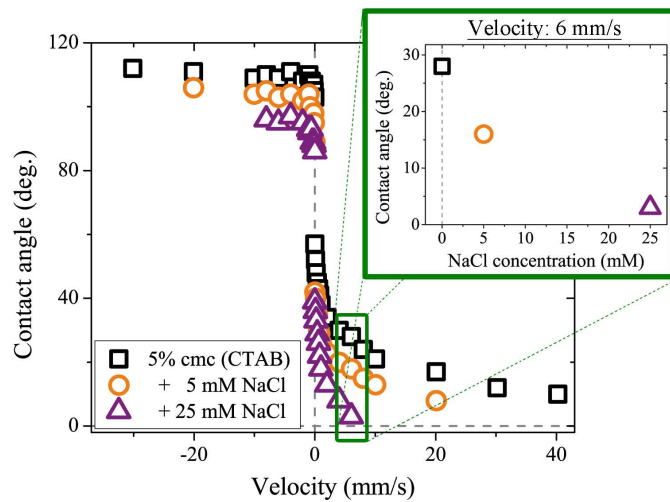 Velocity: 6 mm/s
120
80
40
0
Contact angle (deg.)
-20
0
20
40
Velocity (mm/s)
5% cmc (CTAB)
+ 5 mM NaCl
+ 25 mM NaCl
30
20
10
0
Contact angle (deg.)
0
5
10
15
20
25
NaCl concentration (mM)